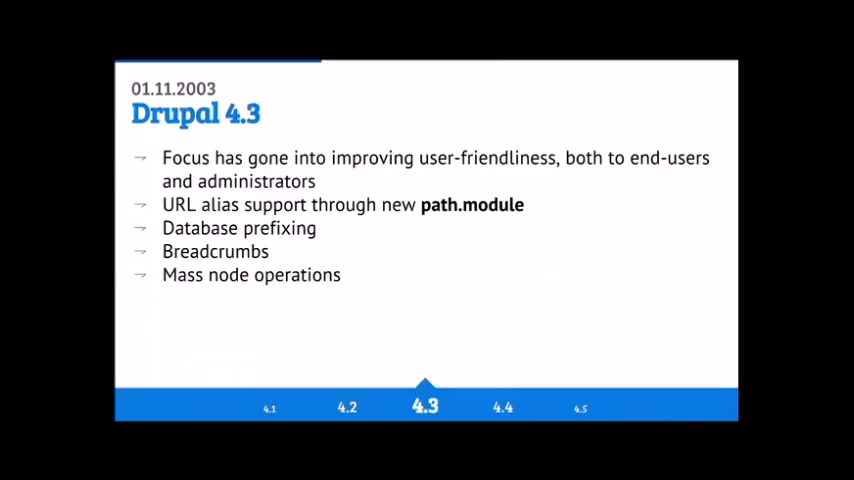 01.11.2003
Drupal 4.3
→ Focus has gone into improving user-friendliness, both to end-users
and administrators
→ URL alias support through new path.module
→ Database prefixing
→ Breadcrumbs
→ Mass node operations
4.1 4.2 4.3 4.4 4.5